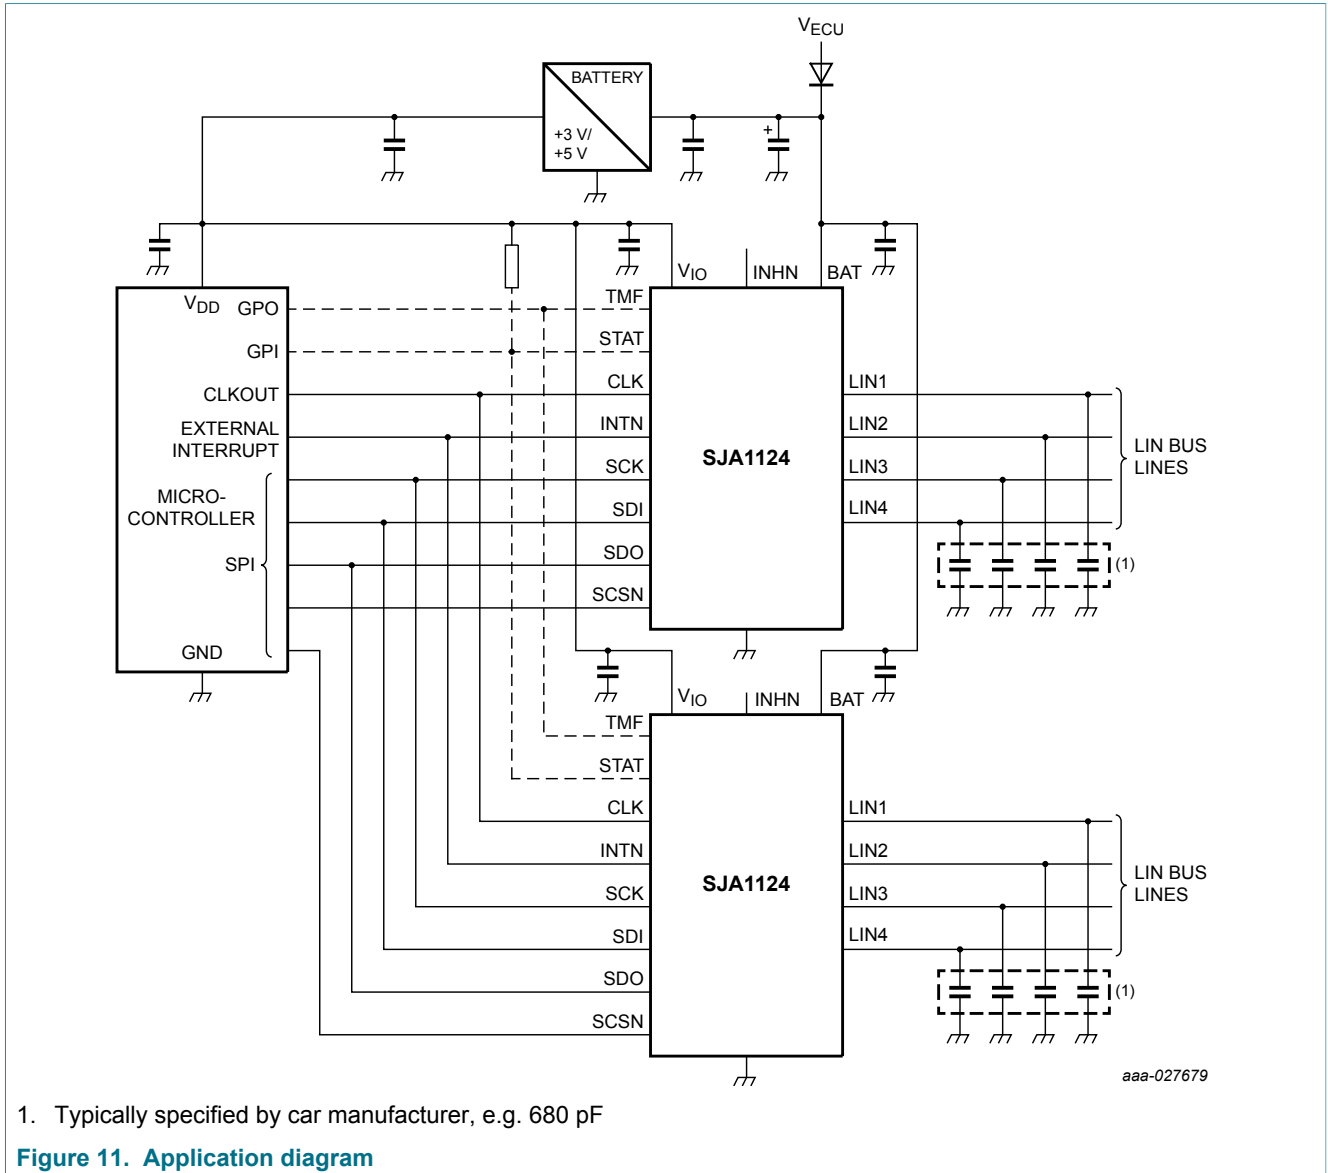 VECU
BATTERY
+3 V/
+5 V
+
VIO
INHN
BAT
VDD
GPO
TMF
GPI
STAT
CLKOUT
CLK
LIN1
EXTERNAL
INTERRUPT
INTN
LIN2
SJA1124
LIN BUS
LINES
SCK
LIN3
MICRO-
CONTROLLER
SDI
LIN4
SPI
SDO
(1)
SCSN
GND
VIO
INHN
BAT
TMF
STAT
CLK
LIN1
INTN
LIN2
SJA1124
LIN BUS
LINES
SCK
LIN3
SDI
LIN4
SDO
(1)
SCSN
aaa-027679
1. Typically specified by car manufacturer, e.g. 680 pF
Figure 11. Application diagram